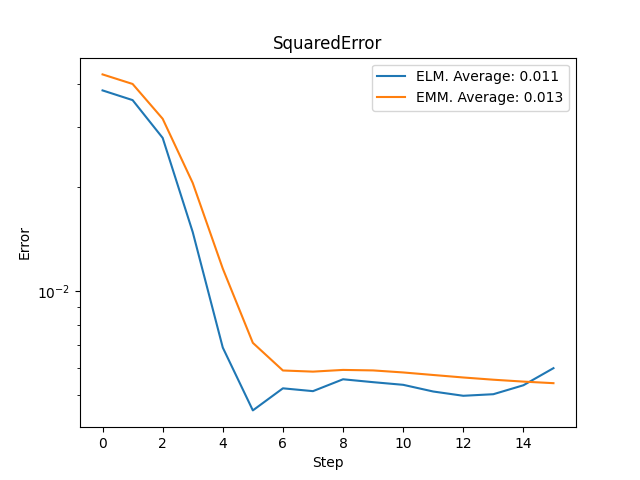 SquaredError
ELM. Average: 0.011
EMM. Average: 0.013
Error
10⁻²
0 2 4 6 8 10 12 14
Step